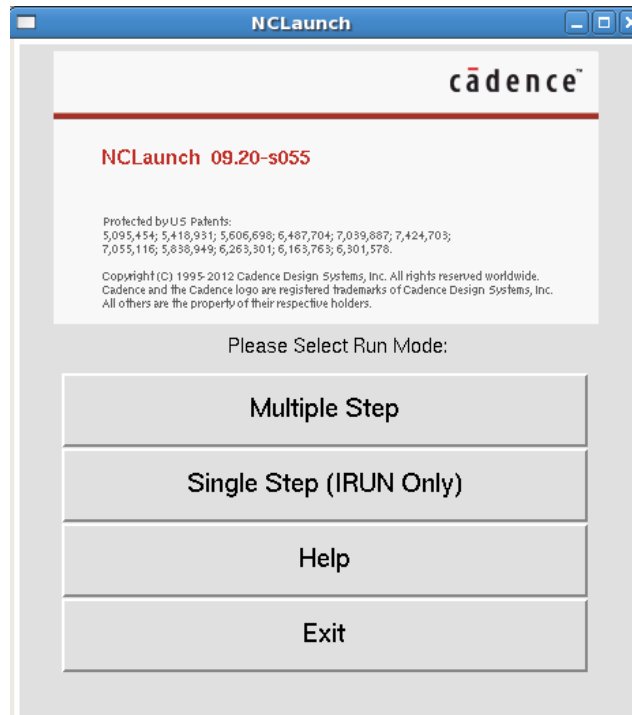 NCLaunch
cādence™
NCLaunch 09.20-s055
Protected by US Patents:
5,095,454; 5,418,931; 5,606,698; 6,487,704; 7,039,887; 7,424,703;
7,055,116; 5,838,949; 6,263,301; 6,163,763; 6,301,578.
Copyright (C) 1995-2012 Cadence Design Systems, Inc. All rights reserved worldwide.
Cadence and the Cadence logo are registered trademarks of Cadence Design Systems, Inc.
All others are the property of their respective holders.
Please Select Run Mode:
Multiple Step
Single Step (IRUN Only)
Help
Exit